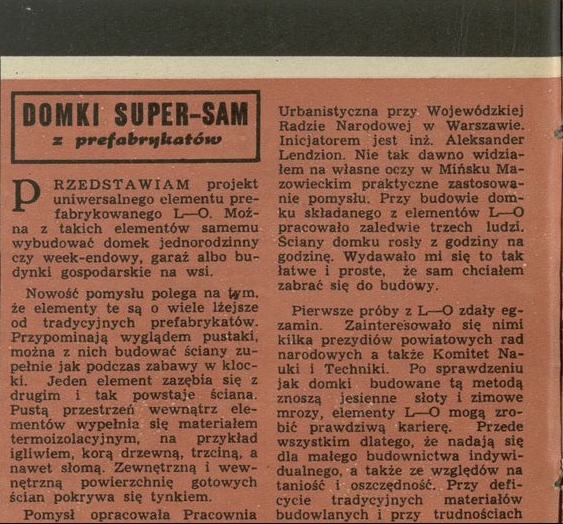 DOMKI SUPER-SAM
z prefabrykatów
PRZEDSTAWIAM projekt
uniwersalnego elementu pre-
fabrykowanego L—O. Moż-
na z takich elementów samemu
wybudować domek jednorodzinny
czy week-endowy, garaż albo bu-
dynki gospodarskie na wsi.
Nowość pomysłu polega na tym,
że elementy te są o wiele lżejsze
od tradycyjnych prefabrykatów.
Przypominają wyglądem pustaki,
można z nich budować ściany zu-
pełnie jak podczas zabawy w kloc-
ki. Jeden element zazębia się z
drugim i tak powstaje ściana.
Pustą przestrzeń wewnątrz ele-
mentów wypełnia się materiałem
termoizolacyjnym, na przykład
igliwiem, korą drzewną, trzciną, a
nawet słomą. Zewnętrzną i wew-
nętrzną powierzchnię gotowych
ścian pokrywa się tynkiem.
Pomysł opracowała Pracownia
Urbanistyczna przy Wojewódzkiej
Radzie Narodowej w Warszawie.
Inicjatorem jest inż. Aleksander
Lendzion. Nie tak dawno widzia-
łem na własne oczy w Mińsku Ma-
zowieckim praktyczne zastosowa-
nie pomysłu. Przy budowie dom-
ku składanego z elementów L—O
pracowało zaledwie trzech ludzi.
Ściany domku rosły z godziny na
godzinę. Wydawało mi się to tak
łatwe i proste, że sam chciałem
zabrać się do budowy.
Pierwsze próby z L—O zdały eg-
zamin. Zainteresowało się nimi
kilka prezydiów powiatowych rad
narodowych a także Komitet Na-
uki i Techniki. Po sprawdzeniu
jak domki budowane tą metodą
znoszą jesienne słoty i zimowe
mrozy, elementy L—O mogą zro-
bić prawdziwą karierę. Przede
wszystkim dlatego, że nadają się
dla małego budownictwa indywi-
dualnego, a także ze względów na
taniość i oszczędność. Przy defi-
cycie tradycyjnych materiałów
budowlanych i przy trudnościach